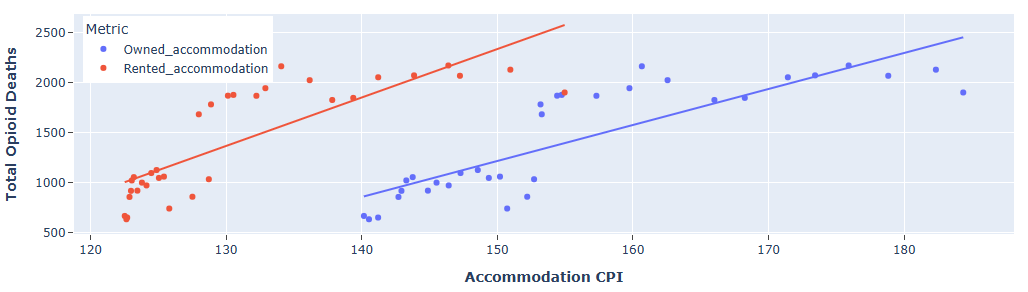 Metric
Owned_accommodation
Rented_accommodation
Total Opioid Deaths
2500
2000
1500
1000
500
120 130 140 150 160 170 180
Accommodation CPI